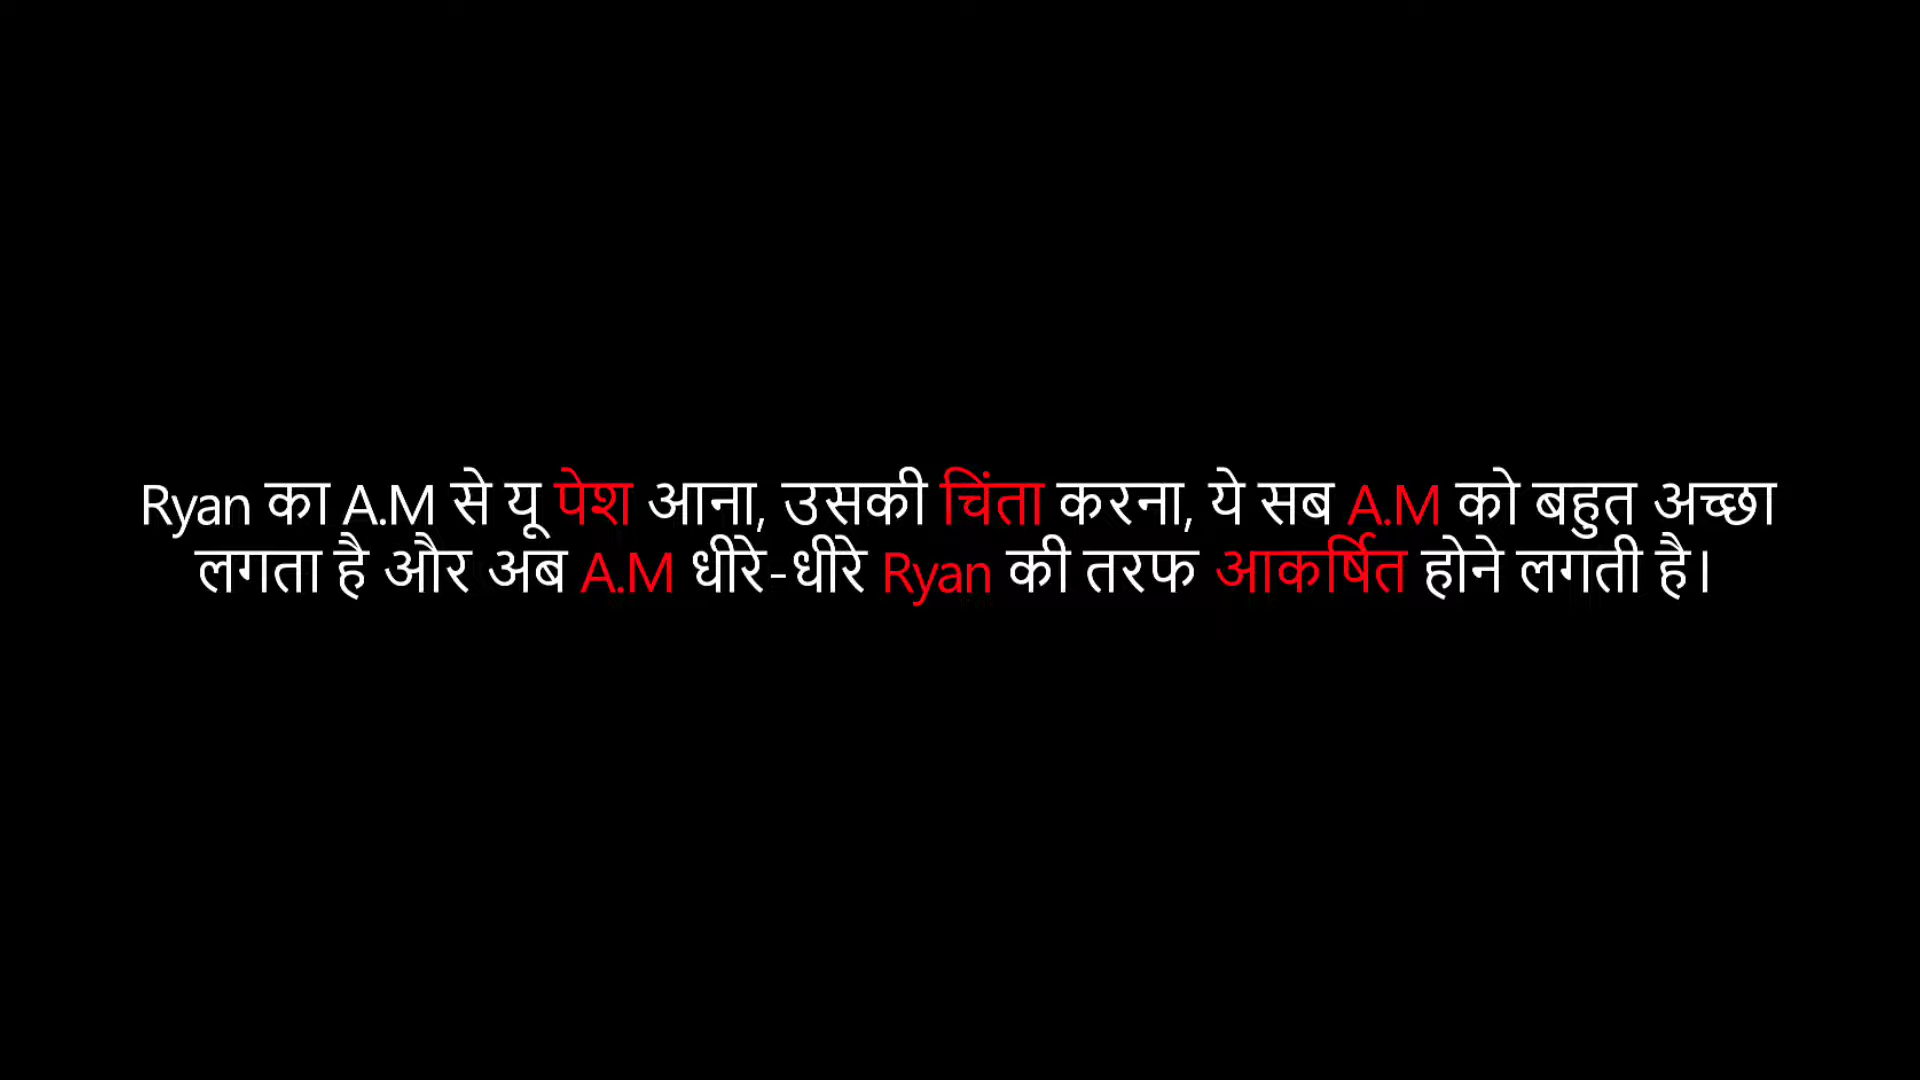 Ryan का A.M से यू पेश आना, उसकी चिंता करना, ये सब A.M को बहुत अच्छा
लगता है और अब A.M धीरे-धीरे Ryan की तरफ आकर्षित होने लगती है।